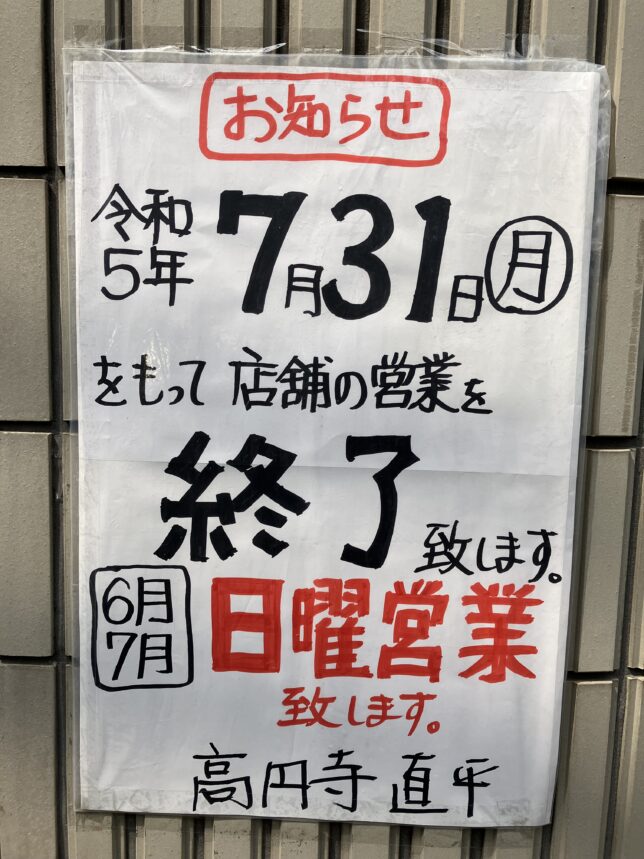 お知らせ
令和5年 7月31日㊊
をもって 店舗の営業を
終了致します。
6月7月 日曜営業
致します。
高円寺 直平